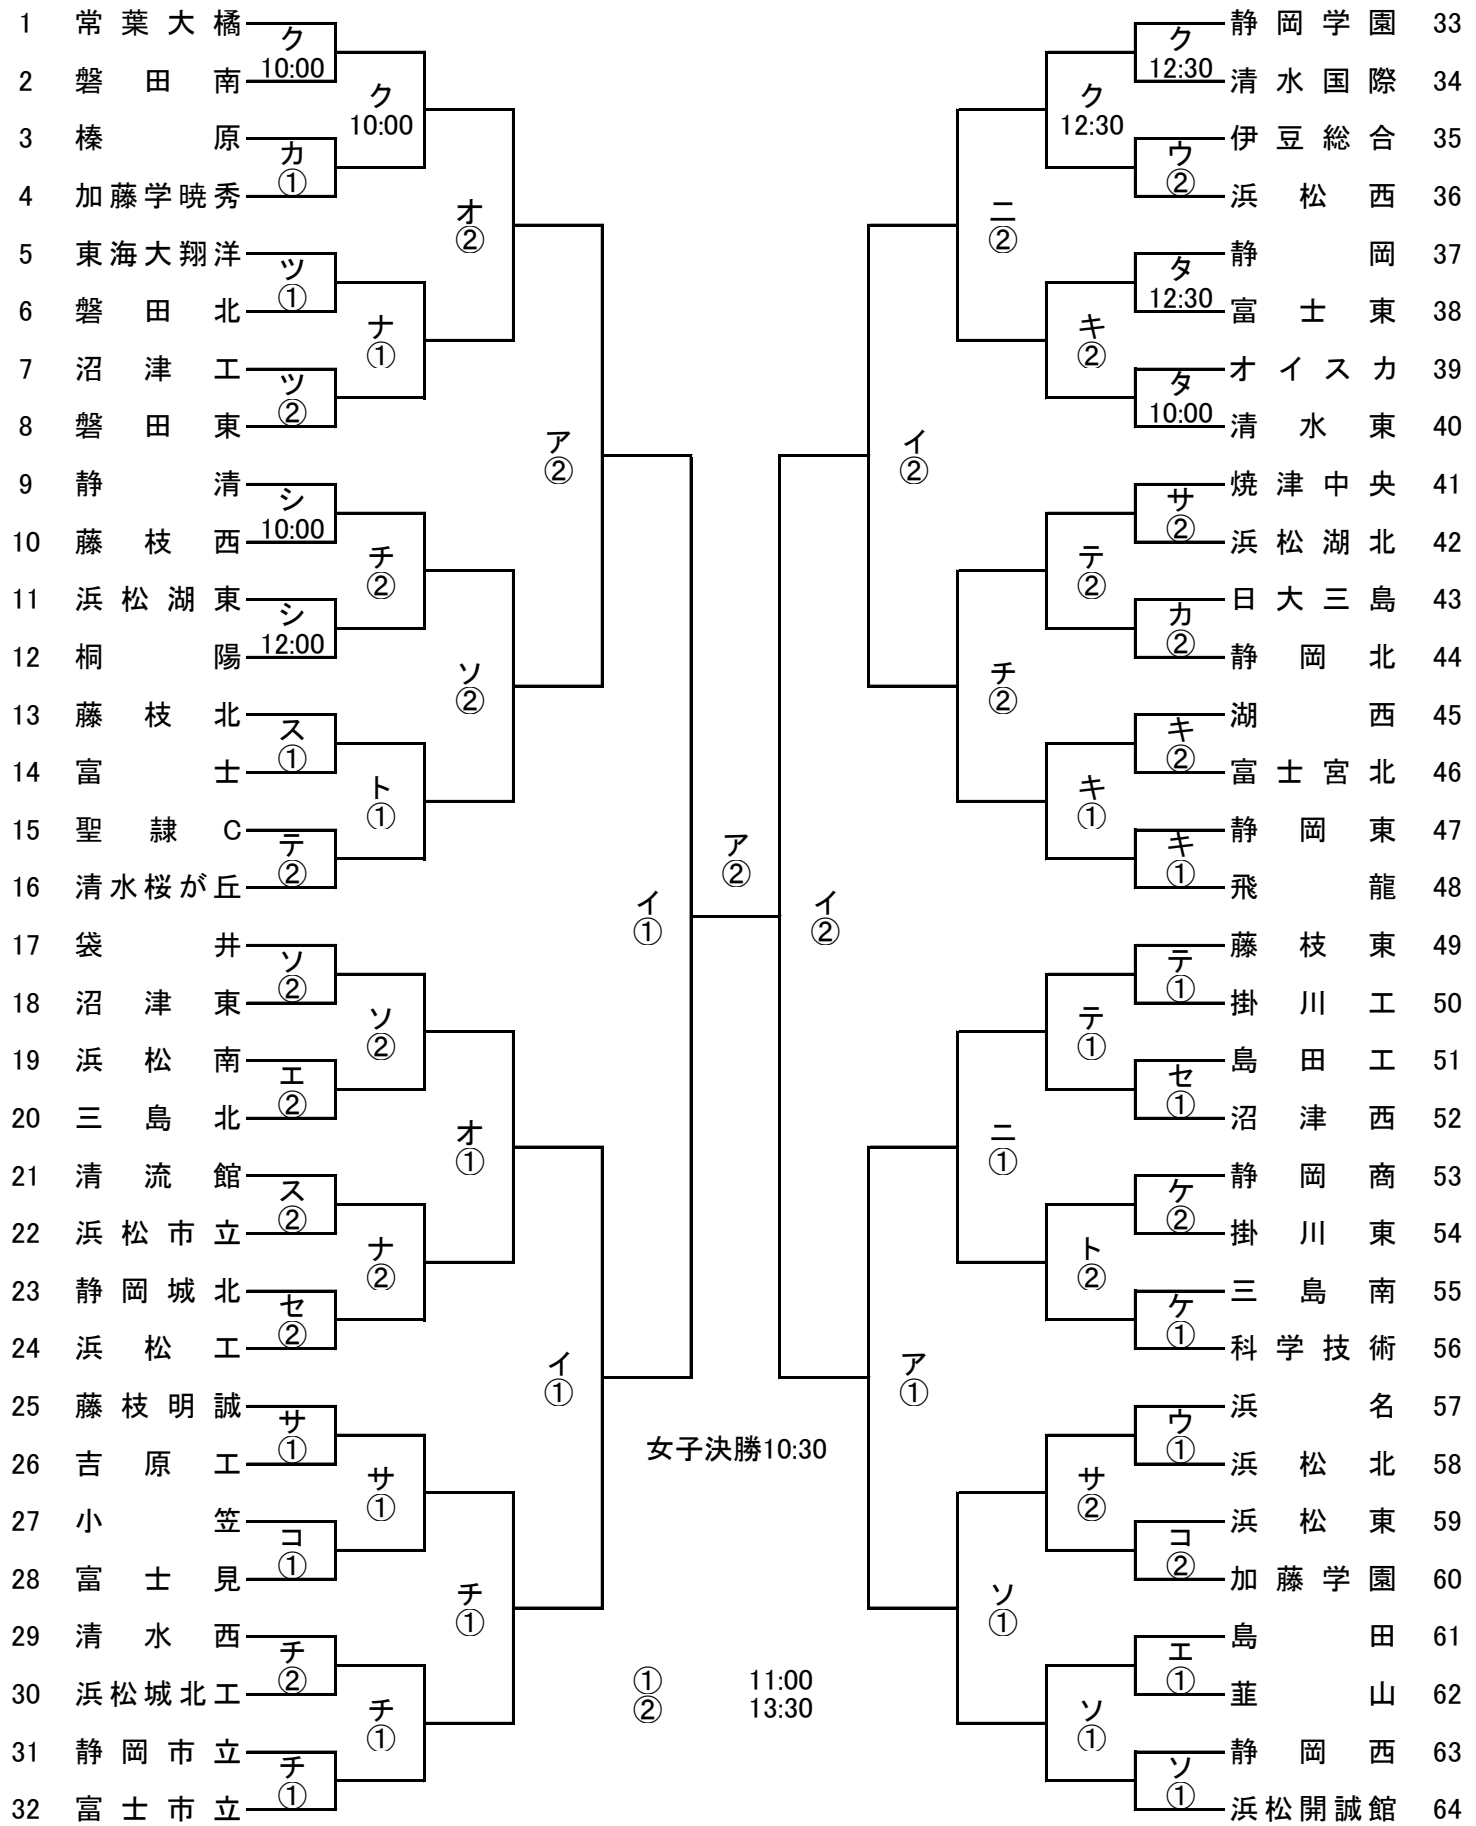 1 常葉大橘
ク
10:00
2 磐田南
ク
10:00
3 榛原
カ
①
4 加藤学暁秀
オ
②
5 東海大翔洋
ツ
①
6 磐田北
ナ
①
7 沼津工
ツ
②
8 磐田東
ア
②
9 静清
シ
10:00
10 藤枝西
チ
②
11 浜松湖東
シ
12:00
12 桐陽
ソ
②
13 藤枝北
ス
①
14 富士
ト
①
15 聖隷C
テ
②
16 清水桜が丘
イ
①
17 袋井
ソ
②
18 沼津東
ソ
②
19 浜松南
エ
②
20 三島北
オ
①
21 清流館
ス
②
22 浜松市立
ナ
②
23 静岡城北
セ
②
24 浜松工
イ
①
25 藤枝明誠
サ
①
26 吉原工
サ
①
27 小笠
コ
①
28 富士見
チ
①
29 清水西
チ
②
30 浜松城北工
チ
①
31 静岡市立
チ
①
32 富士市立
ア
②
女子決勝10:30
① 11:00
② 13:30
静岡学園 33
ク
12:30
清水国際 34
ク
12:30
伊豆総合 35
ウ
②
浜松西 36
ニ
②
静岡 37
タ
12:30
富士東 38
キ
②
オイスカ 39
タ
10:00
清水東 40
イ
②
焼津中央 41
サ
②
浜松湖北 42
テ
②
日大三島 43
カ
②
静岡北 44
チ
②
湖西 45
キ
②
富士宮北 46
キ
①
静岡東 47
キ
①
飛龍 48
イ
②
藤枝東 49
テ
①
掛川工 50
テ
①
島田工 51
セ
①
沼津西 52
ニ
①
静岡商 53
ケ
②
掛川東 54
ト
②
三島南 55
ケ
①
科学技術 56
ア
①
浜名 57
ウ
①
浜松北 58
サ
②
浜松東 59
コ
②
加藤学園 60
ソ
①
島田 61
エ
①
韮山 62
ソ
①
静岡西 63
ソ
①
浜松開誠館 64